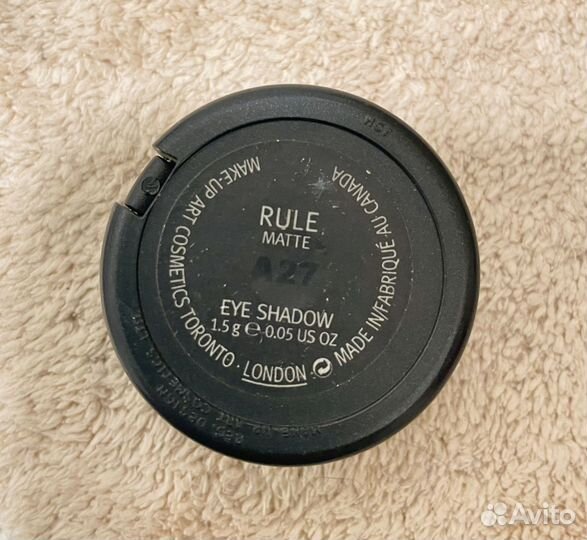 RULE
MATTE
A27
EYE SHADOW
1.5 g e 0.05 US OZ
MAKE-UP ART COSMETICS TORONTO · LONDON · MADE IN/FABRIQUÉ AU CANADA
Avito